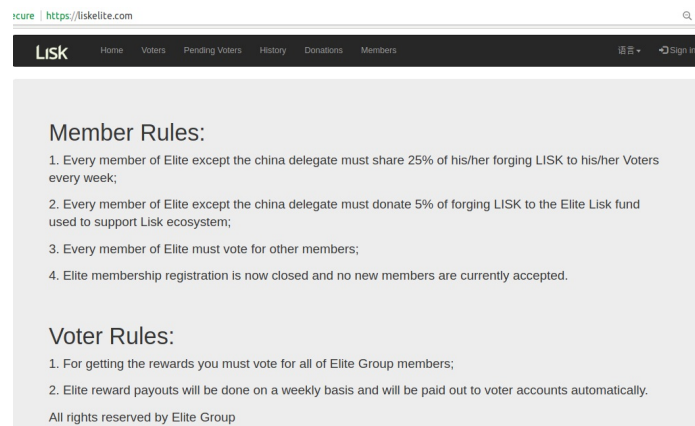 ecure | https://liskelite.com
LISK Home Voters Pending Voters History Donations Members 语言 Sign in
Member Rules:
1. Every member of Elite except the china delegate must share 25% of his/her forging LISK to his/her Voters
every week;
2. Every member of Elite except the china delegate must donate 5% of forging LISK to the Elite Lisk fund
used to support Lisk ecosystem;
3. Every member of Elite must vote for other members;
4. Elite membership registration is now closed and no new members are currently accepted.
Voter Rules:
1. For getting the rewards you must vote for all of Elite Group members;
2. Elite reward payouts will be done on a weekly basis and will be paid out to voter accounts automatically.
All rights reserved by Elite Group